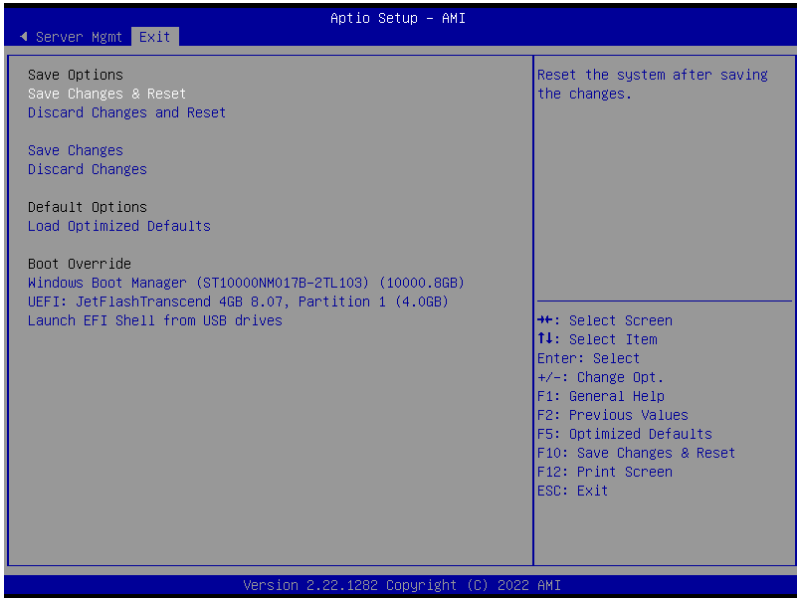 Aptio Setup – AMI
Server Mgmt Exit
Save Options
Save Changes & Reset
Discard Changes and Reset
Save Changes
Discard Changes
Default Options
Load Optimized Defaults
Boot Override
Windows Boot Manager (ST10000NM017B-2TL103) (10000.8GB)
UEFI: JetFlashTranscend 4GB 8.07, Partition 1 (4.0GB)
Launch EFI Shell from USB drives
Reset the system after saving
the changes.
→←: Select Screen
↑↓: Select Item
Enter: Select
+/-: Change Opt.
F1: General Help
F2: Previous Values
F5: Optimized Defaults
F10: Save Changes & Reset
F12: Print Screen
ESC: Exit
Version 2.22.1282 Copyright (C) 2022 AMI